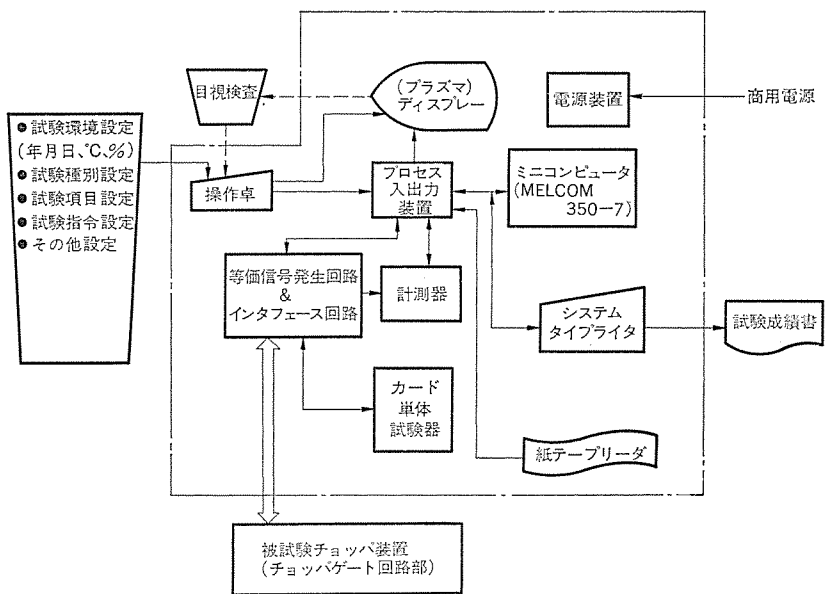 目視検査
(プラズマ)
ディスプレー
電源装置
商用電源
●試験環境設定
(年月日、℃、%)
●試験種別設定
●試験項目設定
●試験指令設定
●その他設定
操作卓
プロセス
入出力
装置
ミニコンピュータ
(MELCOM
350-7)
等価信号発生回路
&
インタフェース回路
計測器
システム
タイプライタ
試験成績書
カード
単体
試験器
紙テープリーダ
被試験チョッパ装置
(チョッパゲート回路部)